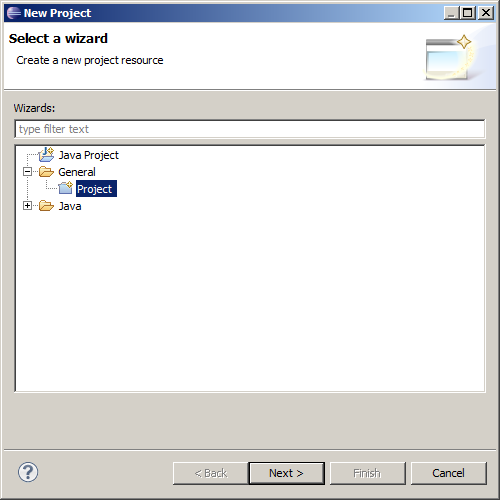 New Project
Select a wizard
Create a new project resource
Wizards:
type filter text
Java Project
General
Project
Java
? < Back Next > Finish Cancel